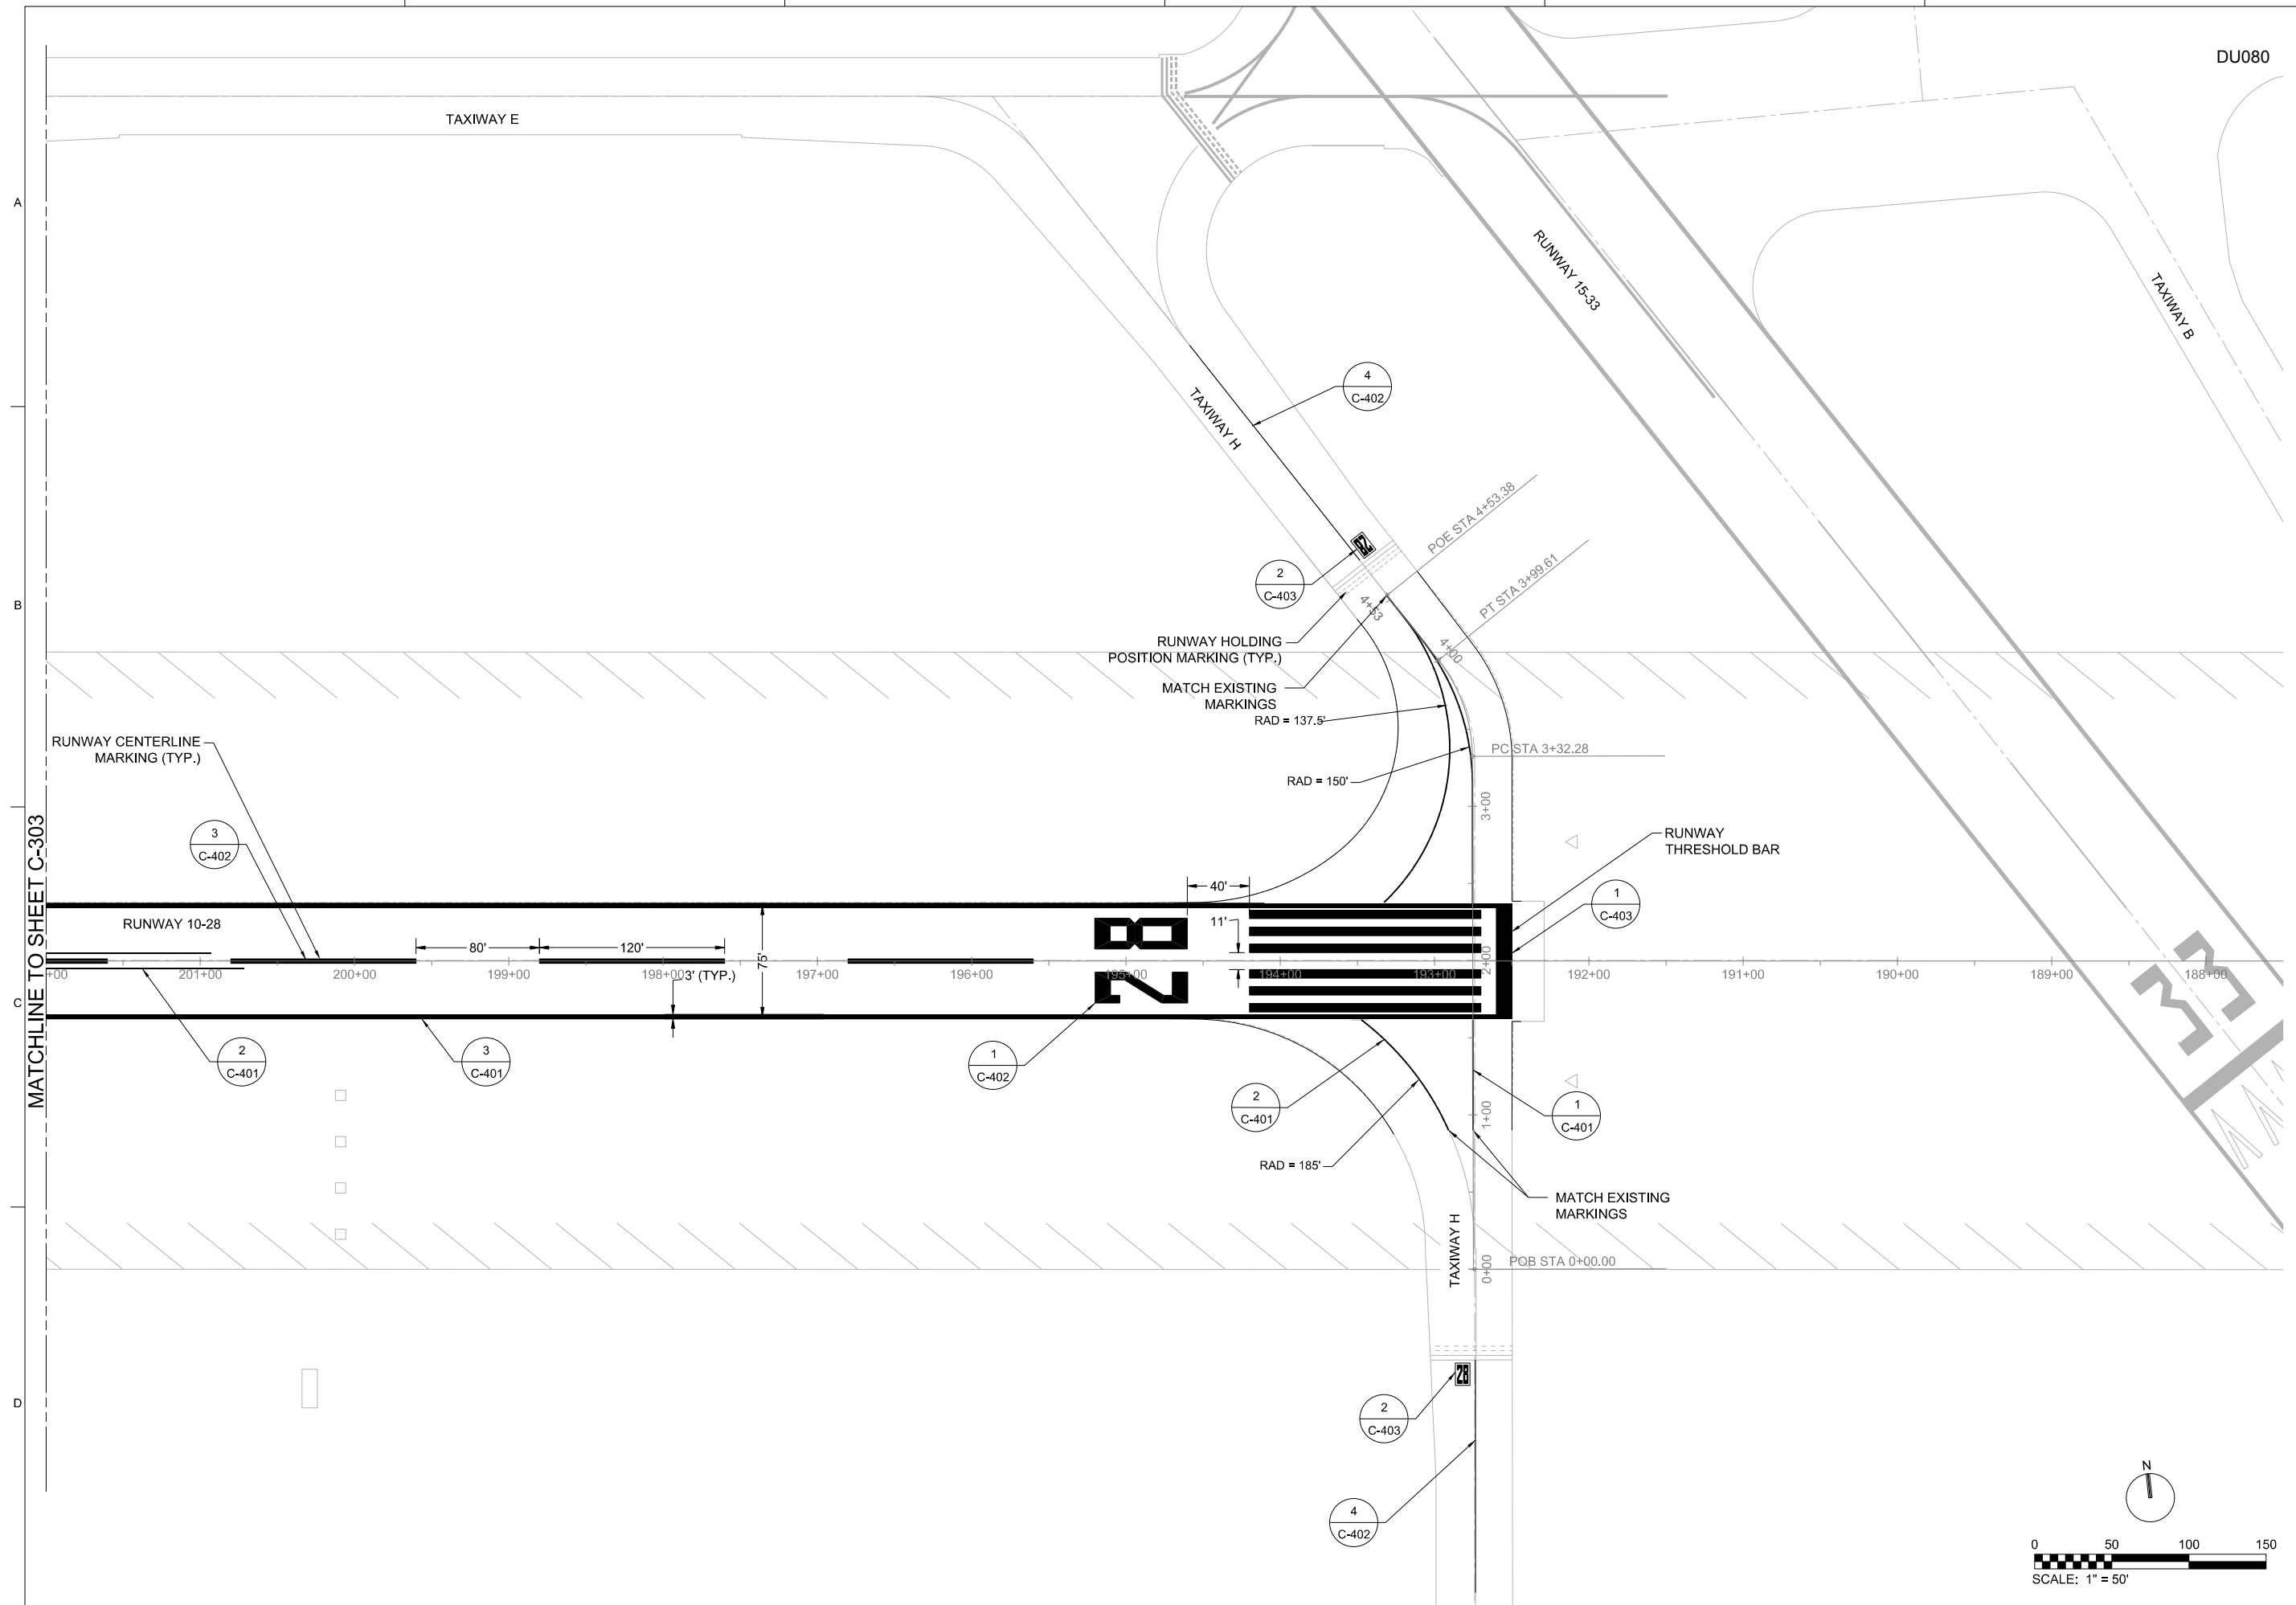 DU080
TAXIWAY E
A
RUNWAY 15-33
TAXIWAY B
4
C-402
TAXIWAY H
28
POE STA 4+53.38
2
C-403
PT STA 3+99.61
B
4+53
RUNWAY HOLDING
POSITION MARKING (TYP.)
4+00
MATCH EXISTING
MARKINGS
RAD = 137.5'
RUNWAY CENTERLINE
MARKING (TYP.)
PC STA 3+32.28
RAD = 150'
3+00
3
C-402
RUNWAY
THRESHOLD BAR
MATCHLINE TO SHEET C-303
40'
1
C-403
RUNWAY 10-28
11'
80'
120'
75'
28
2+00
+00
201+00
200+00
199+00
198+00
197+00
196+00
195+00
194+00
193+00
192+00
191+00
190+00
189+00
188+00
3' (TYP.)
33
C
2
C-401
3
C-401
1
C-402
2
C-401
1+00
1
C-401
RAD = 185'
MATCH EXISTING
MARKINGS
TAXIWAY H
0+00
POB STA 0+00.00
28
D
2
C-403
4
C-402
N
0 50 100 150
SCALE: 1" = 50'